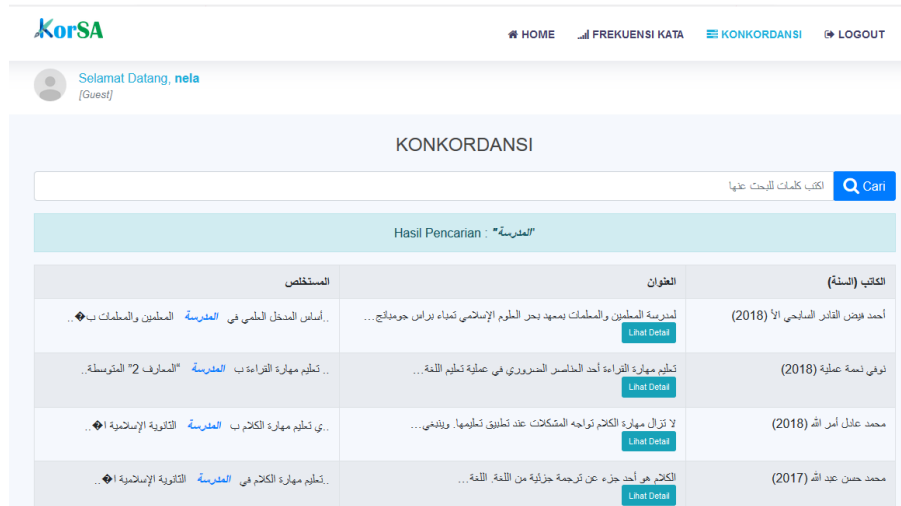 KorSA
HOME FREKUENSI KATA KONKORDANSI LOGOUT
Selamat Datang, nela
[Guest]
KONKORDANSI
اكتب كلمات للبحث عنها Cari
Hasil Pencarian : "المدرسة"
الكاتب (السنة) العنوان المستخلص
أحمد فيض القادر السابحي الأ (2018) لمدرسة المعلمين والمعلمات بمعهد بحر العلوم الإسلامي تمباء براس جومبانج… ..أساس المدخل العلمي في المدرسة المعلمين والمعلمات ب�..
Lihat Detail
نوفي نعمة عملية (2018) تعليم مهارة القراءة أحد العناصر الضروري في عملية تعليم اللغة… .. تعليم مهارة القراءة ب المدرسة "المعارف 2" المتوسطة..
Lihat Detail
محمد عادل أمر الله (2018) لا تزال مهارة الكلام تواجه المشكلات عند تطبيق تعليمها. وينبغي… ..ي تعليم مهارة الكلام ب المدرسة الثانوية الإسلامية ا�..
Lihat Detail
محمد حسن عبد الله (2017) الكلام هو أحد جزء عن ترجمة جزئية من اللغة. اللغة… ..تعليم مهارة الكلام في المدرسة الثانوية الإسلامية ا�..
Lihat Detail